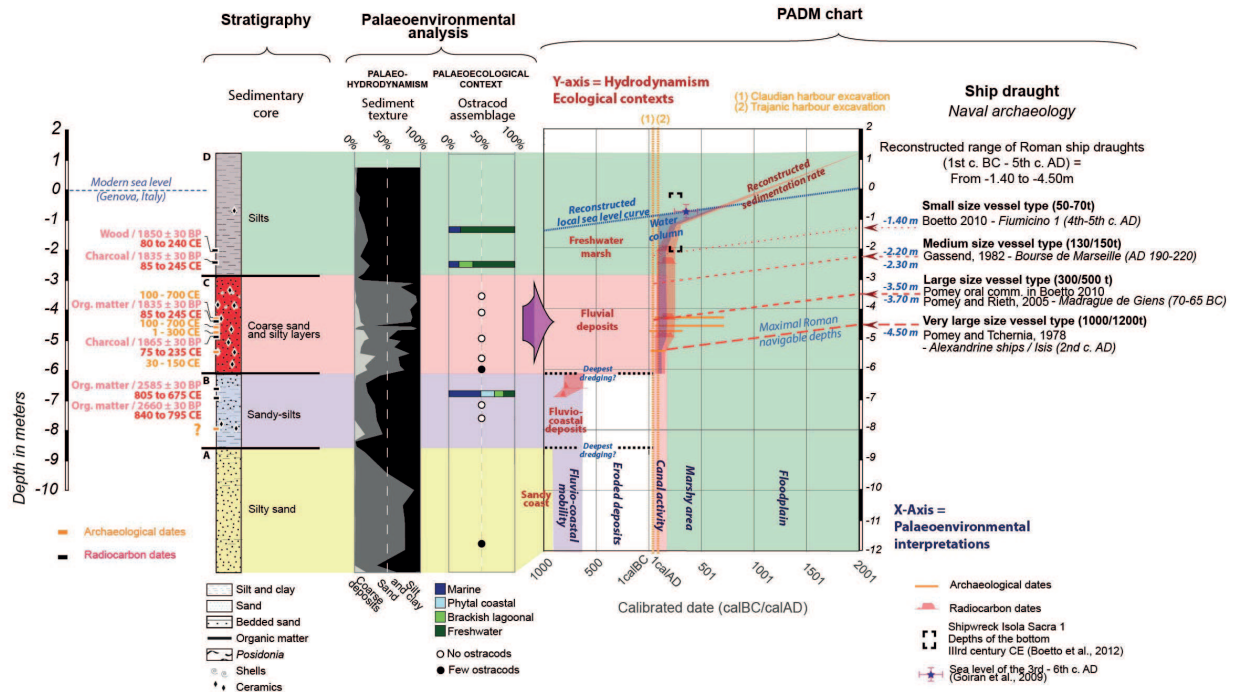 Stratigraphy
Palaeoenvironmental
analysis
PADM chart
PALAEO-
HYDRODYNAMISM
PALAEOECOLOGICAL
CONTEXT
Sedimentary
core
Sediment
texture
Ostracod
assemblage
0%
50%
100%
0%
50%
100%
Y-axis = Hydrodynamism
Ecological contexts
(1) Claudian harbour excavation
(2) Trajanic harbour excavation
(1) (2)
Ship draught
Naval archaeology
Reconstructed range of Roman ship draughts
(1st c. BC - 5th c. AD) =
From -1.40 to -4.50m
Small size vessel type (50-70t)
-1.40 m
Boetto 2010 - Fiumicino 1 (4th-5th c. AD)
Medium size vessel type (130/150t)
-2.20 m
Gassend, 1982 - Bourse de Marseille (AD 190-220)
-2.30 m
Large size vessel type (300/500 t)
-3.50 m
Pomey oral comm. in Boetto 2010
-3.70 m
Pomey and Rieth, 2005 - Madrague de Giens (70-65 BC)
Very large size vessel type (1000/1200t)
-4.50 m
Pomey and Tchernia, 1978
- Alexandrine ships / Isis (2nd c. AD)
Depth in meters
2
1
0
-1
-2
-3
-4
-5
-6
-7
-8
-9
-10
Modern sea level
(Genova, Italy)
D
Silts
Wood / 1850 ± 30 BP
80 to 240 CE
Charcoal / 1835 ± 30 BP
85 to 245 CE
C
100 - 700 CE
Org. matter / 1835 ± 30 BP
85 to 245 CE
100 - 700 CE
1 - 300 CE
Charcoal / 1865 ± 30 BP
75 to 235 CE
30 - 150 CE
Coarse sand
and silty layers
B
Org. matter / 2585 ± 30 BP
805 to 675 CE
Org. matter / 2660 ± 30 BP
840 to 795 CE
?
Sandy-silts
A
Silty sand
Reconstructed
local sea level curve
Reconstructed
sedimentation rate
Water
column
Freshwater
marsh
Fluvial
deposits
Maximal Roman
navigable depths
Deepest
dredging?
Fluvio-
coastal
deposits
Deepest
dredging?
Sandy
coast
Fluvio-coastal
mobility
Eroded deposits
Canal activity
Marshy area
Floodplain
2
1
0
-1
-2
-3
-4
-5
-6
-7
-8
-9
-10
-11
-12
1000
500
1calBC
1calAD
501
1001
1501
2001
Calibrated date (calBC/calAD)
X-Axis =
Palaeoenvironmental
interpretations
Archaeological dates
Radiocarbon dates
Silt and clay
Sand
Bedded sand
Organic matter
Posidonia
Shells
Ceramics
Coarse
deposits
Sand
Silt
and clay
Marine
Phytal coastal
Brackish lagoonal
Freshwater
No ostracods
Few ostracods
Archaeological dates
Radiocarbon dates
Shipwreck Isola Sacra 1
Depths of the bottom
IIIrd century CE (Boetto et al., 2012)
Sea level of the 3rd - 6th c. AD
(Goiran et al., 2009)